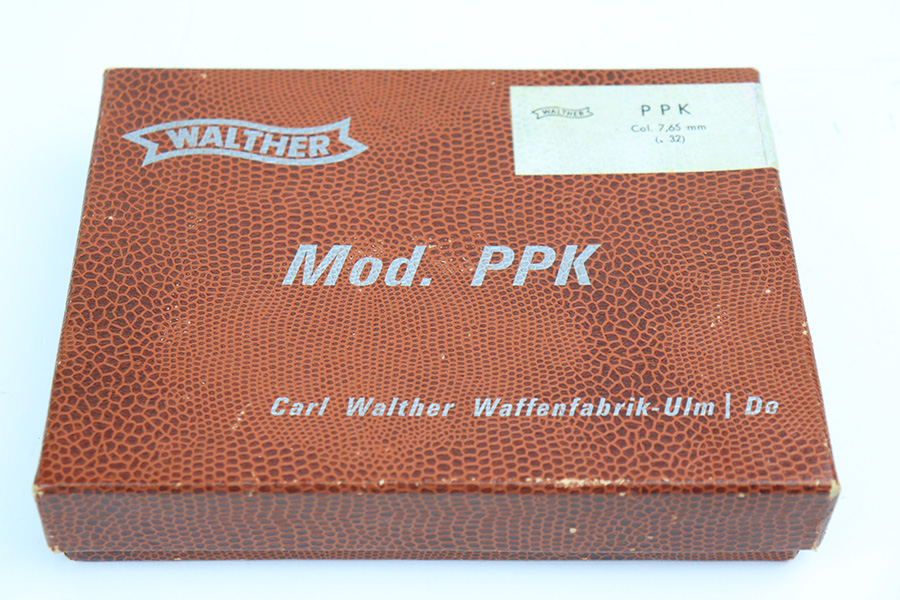 WALTHER
WALTHER
PPK
Cal. 7,65 mm
(. 32)
Mod. PPK
Carl Walther Waffenfabrik-Ulm | Do